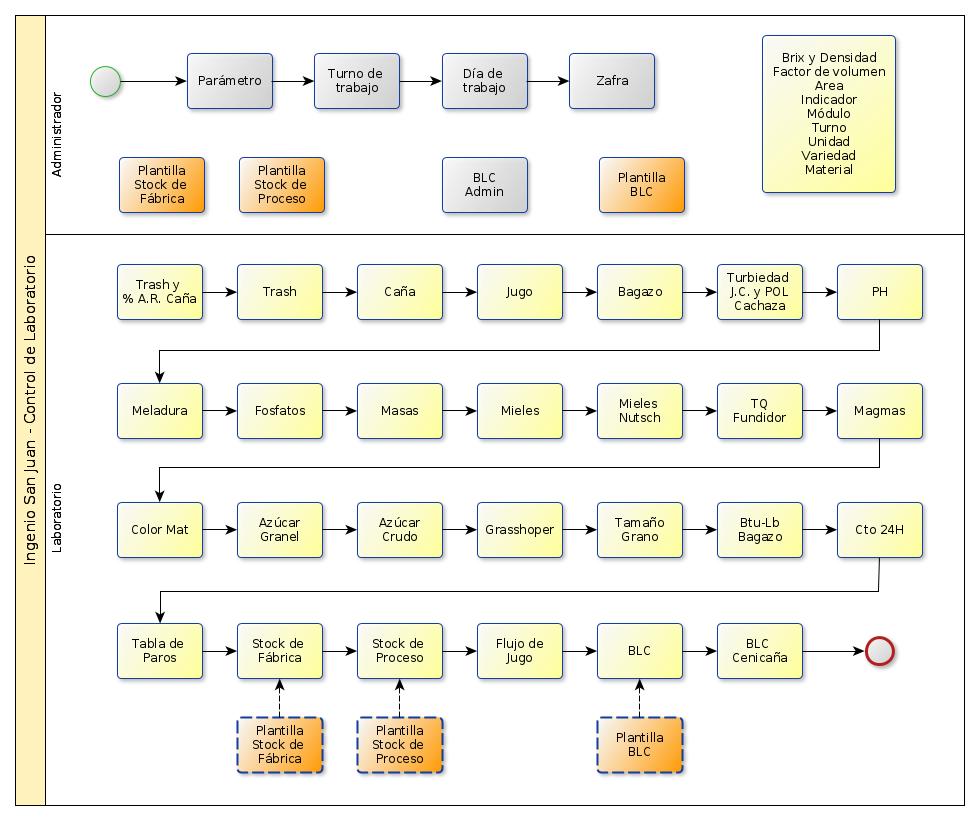 Ingenio San Juan - Control de Laboratorio
Administrador
Parámetro
Turno de
trabajo
Día de
trabajo
Zafra
Brix y Densidad
Factor de volumen
Area
Indicador
Módulo
Turno
Unidad
Variedad
Material
Plantilla
Stock de
Fábrica
Plantilla
Stock de
Proceso
BLC
Admin
Plantilla
BLC
Laboratorio
Trash y
% A.R. Caña
Trash
Caña
Jugo
Bagazo
Turbiedad
J.C. y POL
Cachaza
PH
Meladura
Fosfatos
Masas
Mieles
Mieles
Nutsch
TQ
Fundidor
Magmas
Color Mat
Azúcar
Granel
Azúcar
Crudo
Grasshoper
Tamaño
Grano
Btu-Lb
Bagazo
Cto 24H
Tabla de
Paros
Stock de
Fábrica
Stock de
Proceso
Flujo de
Jugo
BLC
BLC
Cenicaña
Plantilla
Stock de
Fábrica
Plantilla
Stock de
Proceso
Plantilla
BLC